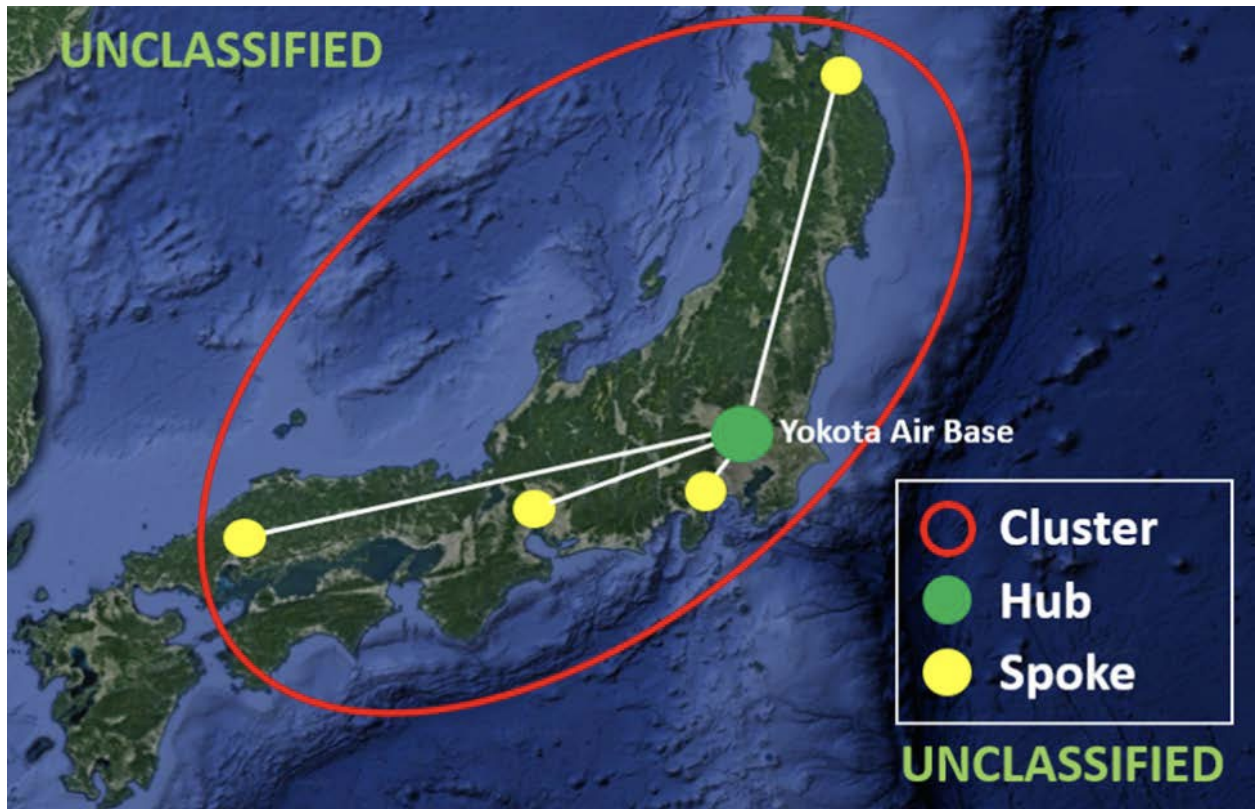 UNCLASSIFIED
Yokota Air Base
Cluster
Hub
Spoke
UNCLASSIFIED